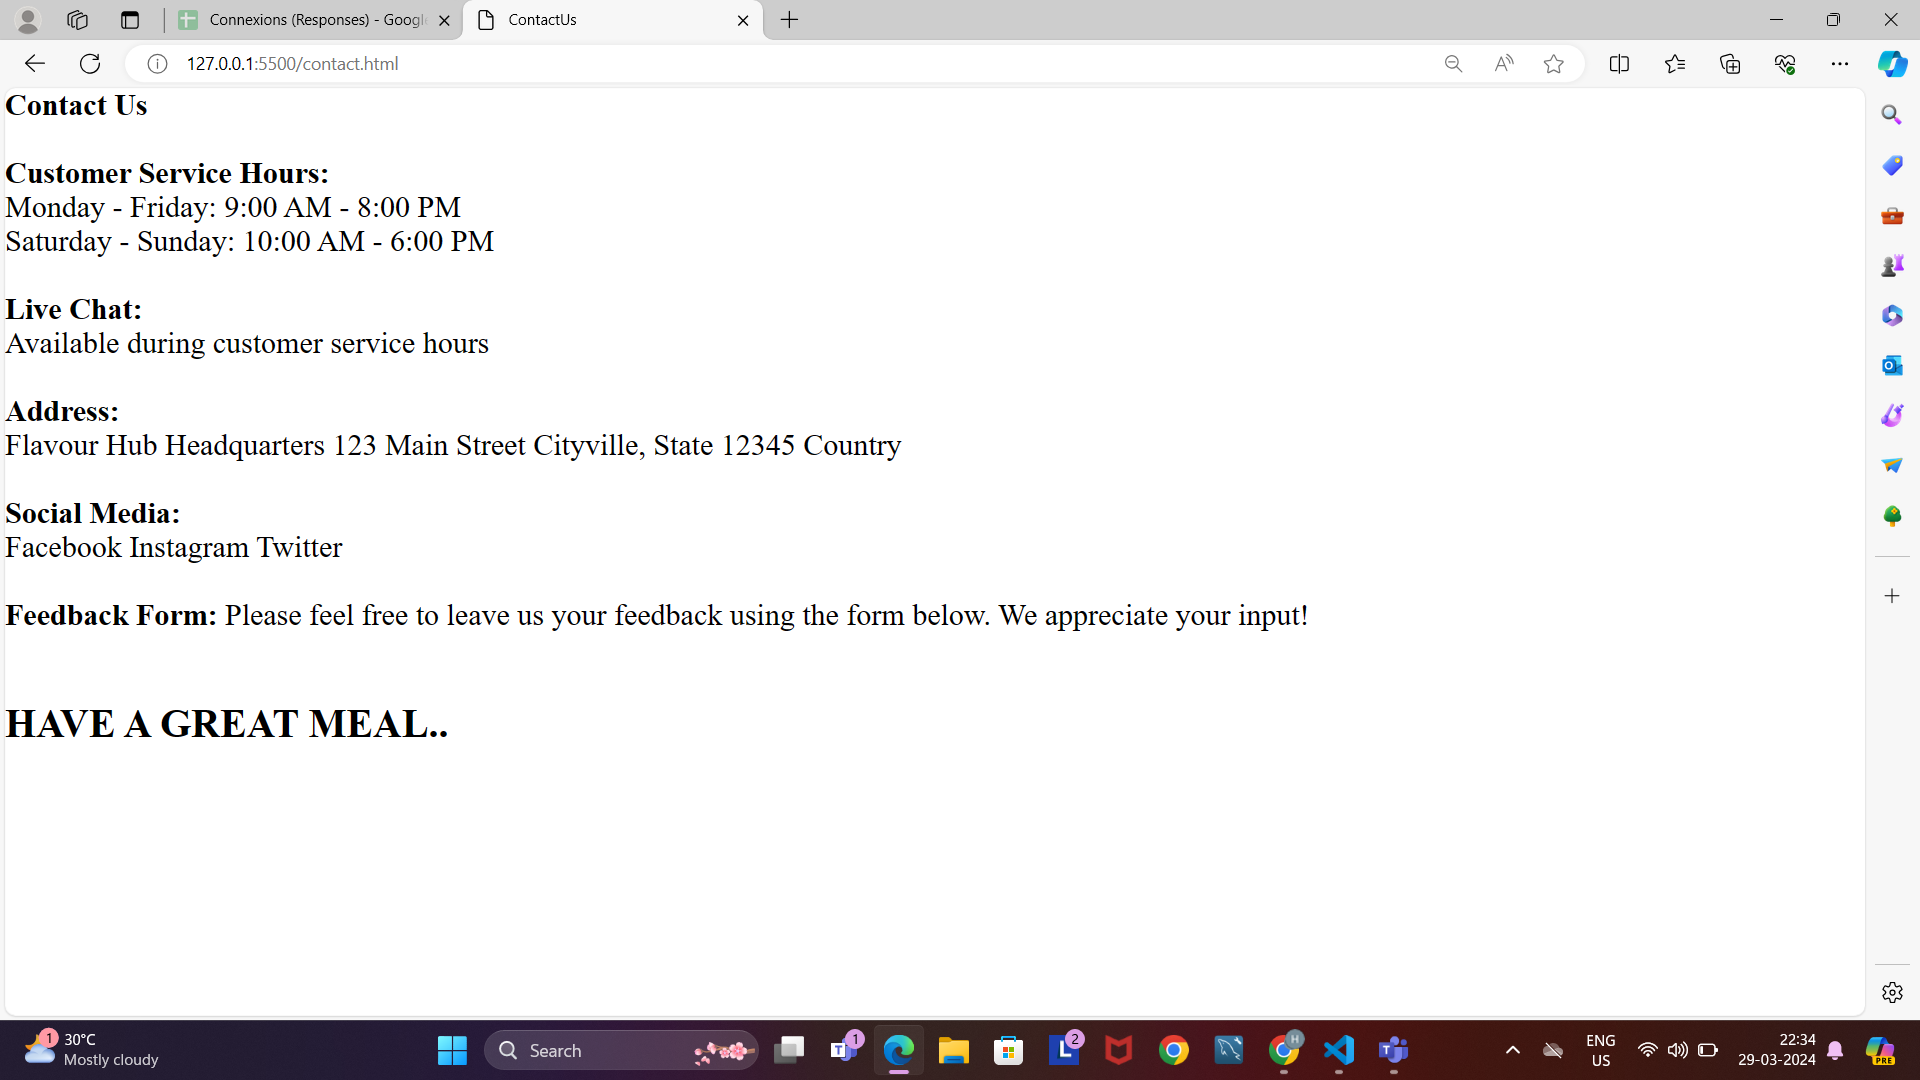 Connexions (Responses) - Google
ContactUs
127.0.0.1:5500/contact.html
Contact Us
Customer Service Hours:
Monday - Friday: 9:00 AM - 8:00 PM
Saturday - Sunday: 10:00 AM - 6:00 PM
Live Chat:
Available during customer service hours
Address:
Flavour Hub Headquarters 123 Main Street Cityville, State 12345 Country
Social Media:
Facebook Instagram Twitter
Feedback Form: Please feel free to leave us your feedback using the form below. We appreciate your input!
HAVE A GREAT MEAL..
1
30°C
Mostly cloudy
Search
1
2
H
ENG
US
22:34
29-03-2024
PRE